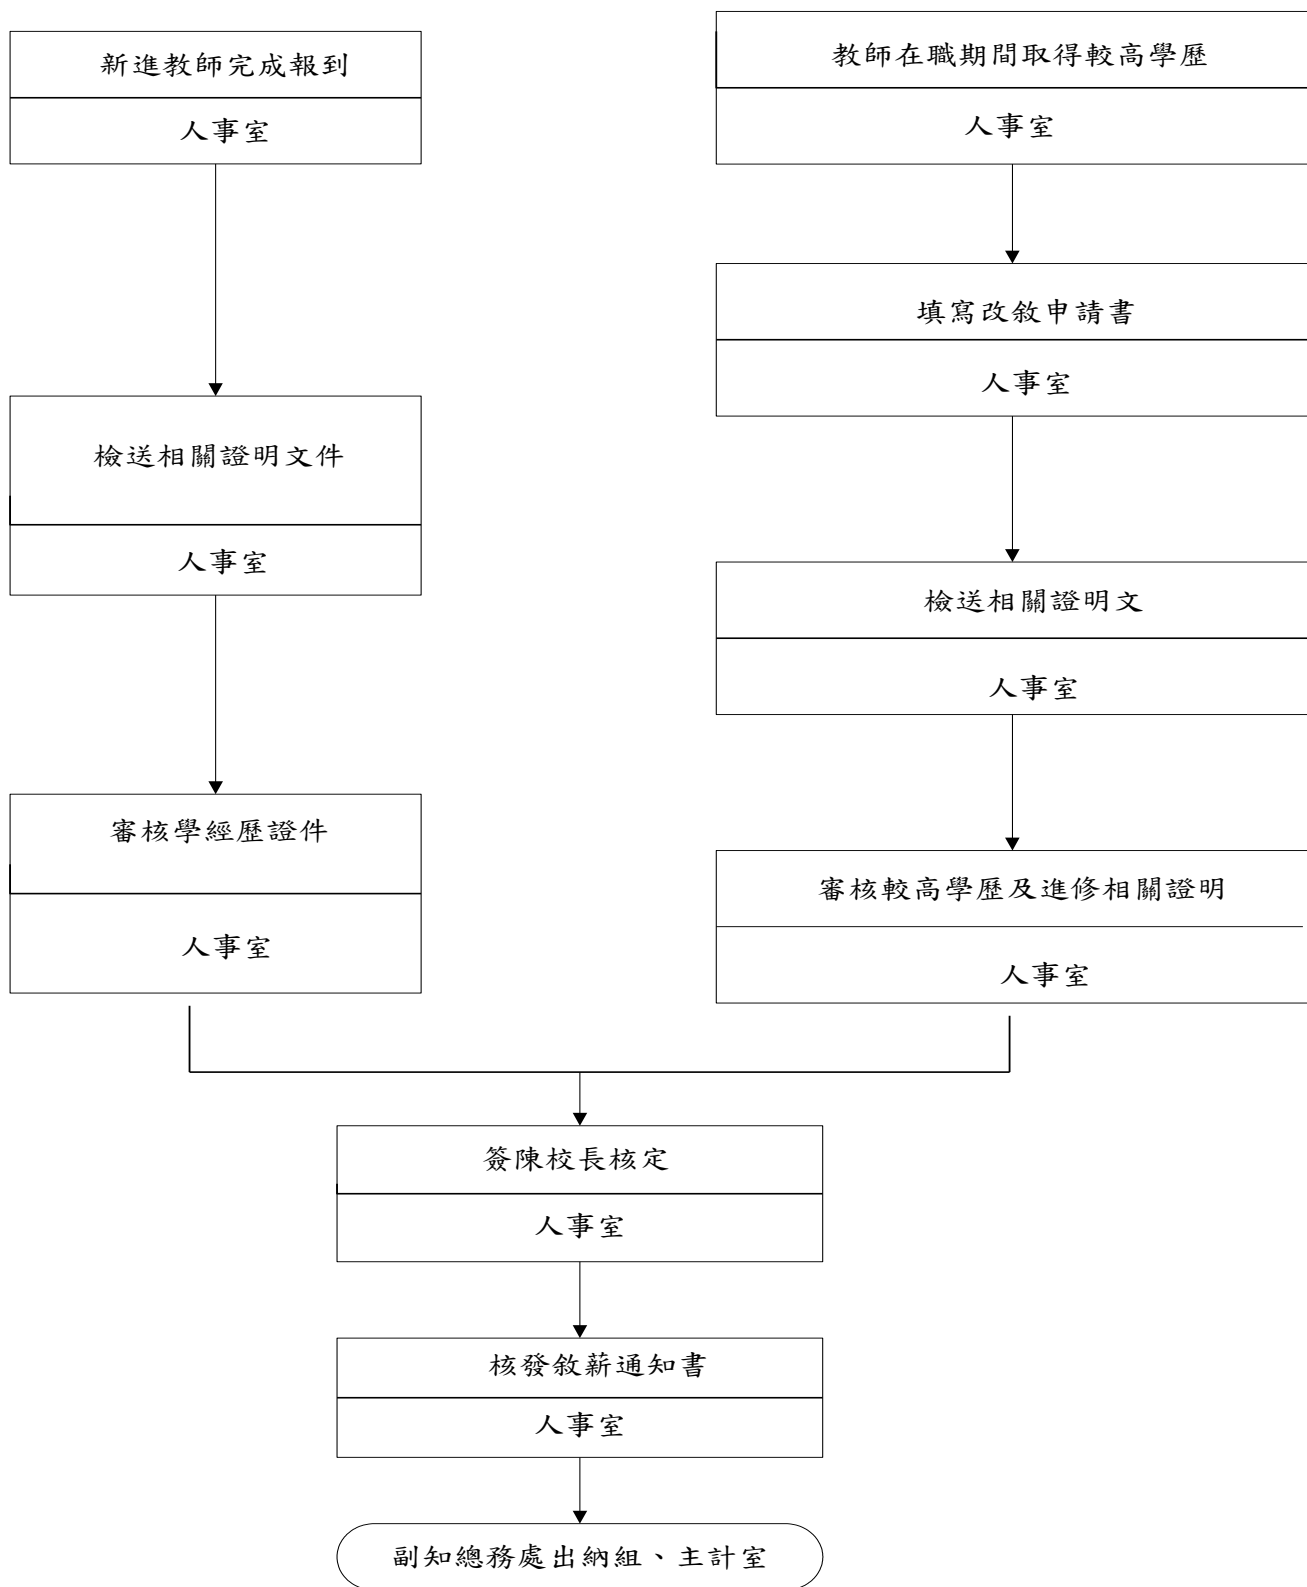 新進教師完成報到
人事室
檢送相關證明文件
人事室
審核學經歷證件
人事室
教師在職期間取得較高學歷
人事室
填寫改敘申請書
人事室
檢送相關證明文
人事室
審核較高學歷及進修相關證明
人事室
簽陳校長核定
人事室
核發敘薪通知書
人事室
副知總務處出納組、主計室